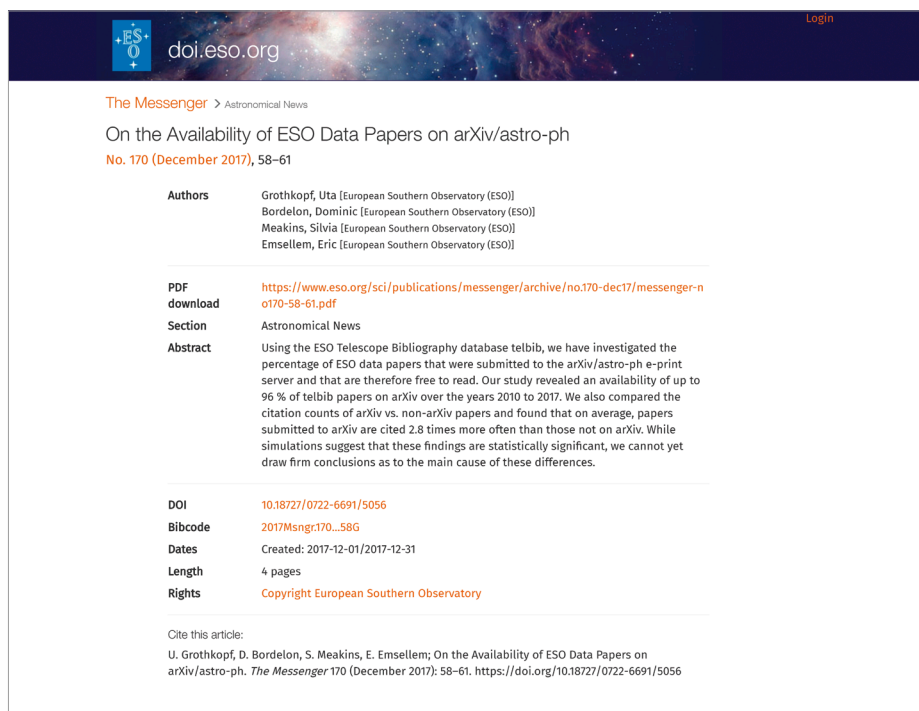 Login
ES
O
doi.eso.org
The Messenger > Astronomical News
On the Availability of ESO Data Papers on arXiv/astro-ph
No. 170 (December 2017), 58–61
Authors Grothkopf, Uta [European Southern Observatory (ESO)]
Bordelon, Dominic [European Southern Observatory (ESO)]
Meakins, Silvia [European Southern Observatory (ESO)]
Emsellem, Eric [European Southern Observatory (ESO)]
PDF download https://www.eso.org/sci/publications/messenger/archive/no.170-dec17/messenger-n
o170-58-61.pdf
Section Astronomical News
Abstract Using the ESO Telescope Bibliography database telbib, we have investigated the
percentage of ESO data papers that were submitted to the arXiv/astro-ph e-print
server and that are therefore free to read. Our study revealed an availability of up to
96 % of telbib papers on arXiv over the years 2010 to 2017. We also compared the
citation counts of arXiv vs. non-arXiv papers and found that on average, papers
submitted to arXiv are cited 2.8 times more often than those not on arXiv. While
simulations suggest that these findings are statistically significant, we cannot yet
draw firm conclusions as to the main cause of these differences.
DOI 10.18727/0722-6691/5056
Bibcode 2017Msngr.170...58G
Dates Created: 2017-12-01/2017-12-31
Length 4 pages
Rights Copyright European Southern Observatory
Cite this article:
U. Grothkopf, D. Bordelon, S. Meakins, E. Emsellem; On the Availability of ESO Data Papers on
arXiv/astro-ph. The Messenger 170 (December 2017): 58–61. https://doi.org/10.18727/0722-6691/5056